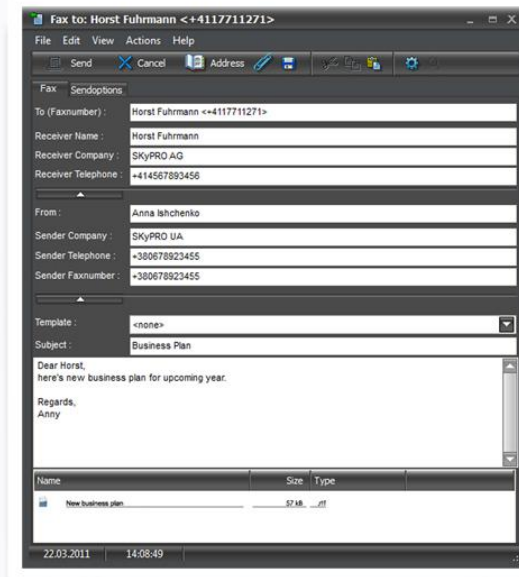 Fax to: Horst Fuhrmann <+4117711271>
File Edit View Actions Help
Send Cancel Address
Fax Sendoptions
To (Faxnumber) : Horst Fuhrmann <+4117711271>
Receiver Name : Horst Fuhrmann
Receiver Company : SKyPRO AG
Receiver Telephone : +414567893456
From : Anna Ishchenko
Sender Company : SKyPRO UA
Sender Telephone : +380678923455
Sender Faxnumber : +380678923455
Template : <none>
Subject : Business Plan
Dear Horst,
here's new business plan for upcoming year.
Regards,
Anny
Name Size Type
New business plan 57 kB .rtf
22.03.2011 14:08:49